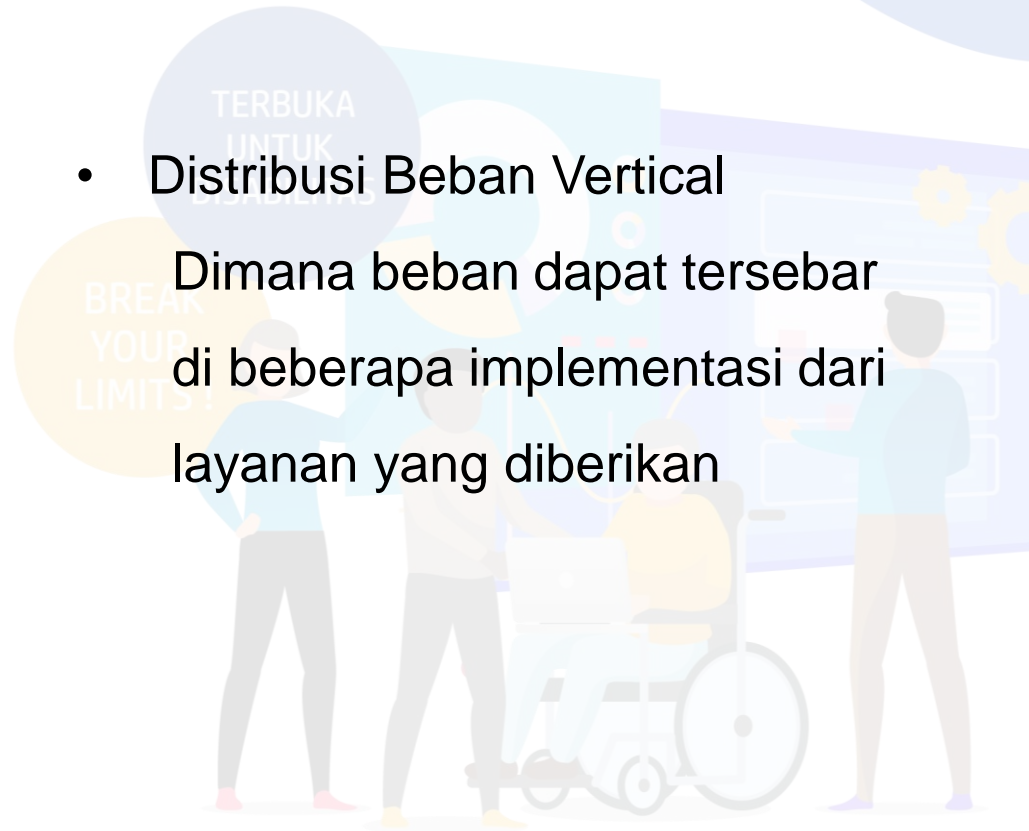 TERBUKA
UNTUK
DISABILITAS
• Distribusi Beban Vertical
Dimana beban dapat tersebar
di beberapa implementasi dari
layanan yang diberikan
BREAK
YOUR
LIMITS !